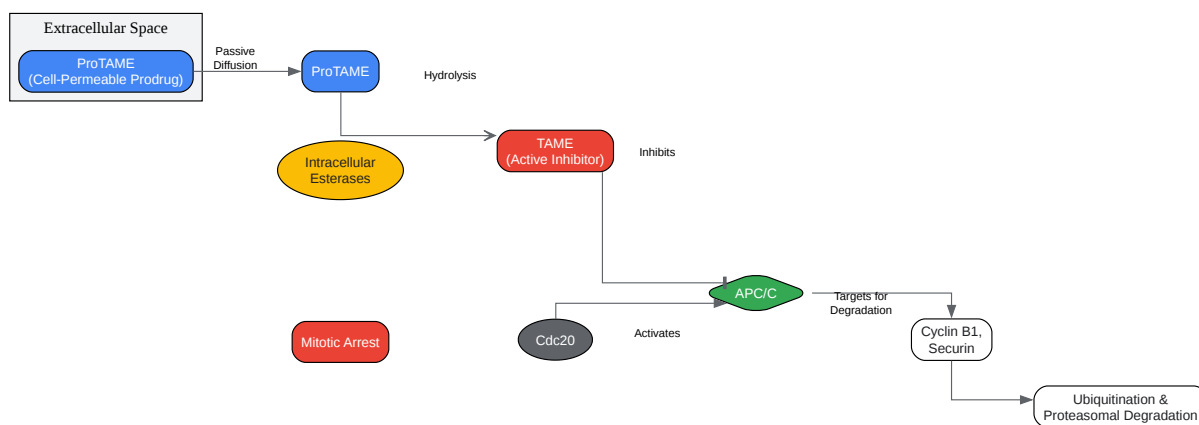 Extracellular Space
ProTAME
(Cell-Permeable Prodrug)
Passive
Diffusion
ProTAME
Hydrolysis
Intracellular
Esterases
TAME
(Active Inhibitor)
Inhibits
APC/C
Targets for
Degradation
Mitotic Arrest
Cdc20
Activates
Cyclin B1,
Securin
Ubiquitination &
Proteasomal Degradation